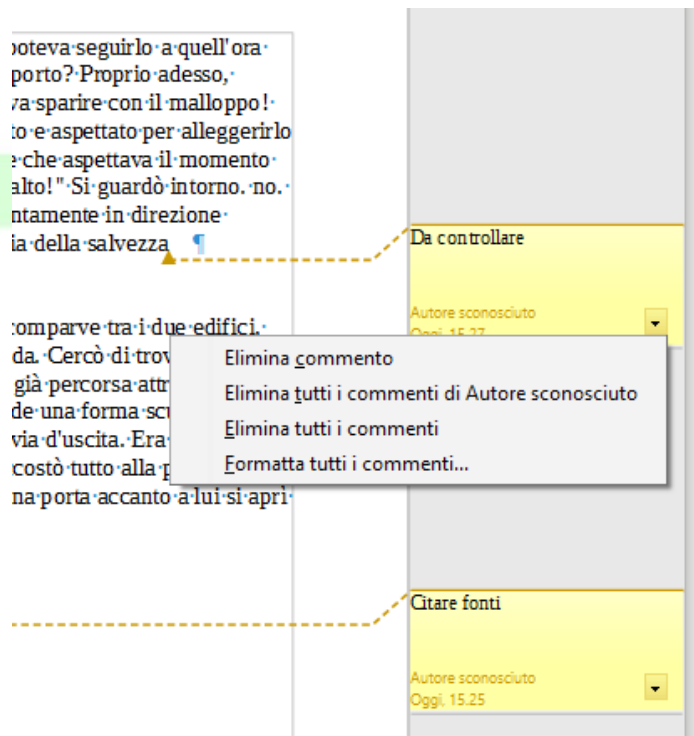 poteva seguirlo a quell'ora
porto? Proprio adesso,
va sparire con il malloppo!
to e aspettato per alleggerirlo
e che aspettava il momento
alto!" Si guardò intorno. no.
ntamente in direzione
ia della salvezza ¶
comparve tra i due edifici.
da. Cercò di trov
già percorsa attr
de una forma scu
via d'uscita. Era
costò tutto alla p
na porta accanto a lui si aprì
Da controllare
Autore sconosciuto
Oggi, 15.27
Elimina commento
Elimina tutti i commenti di Autore sconosciuto
Elimina tutti i commenti
Formatta tutti i commenti...
Citare fonti
Autore sconosciuto
Oggi, 15.25